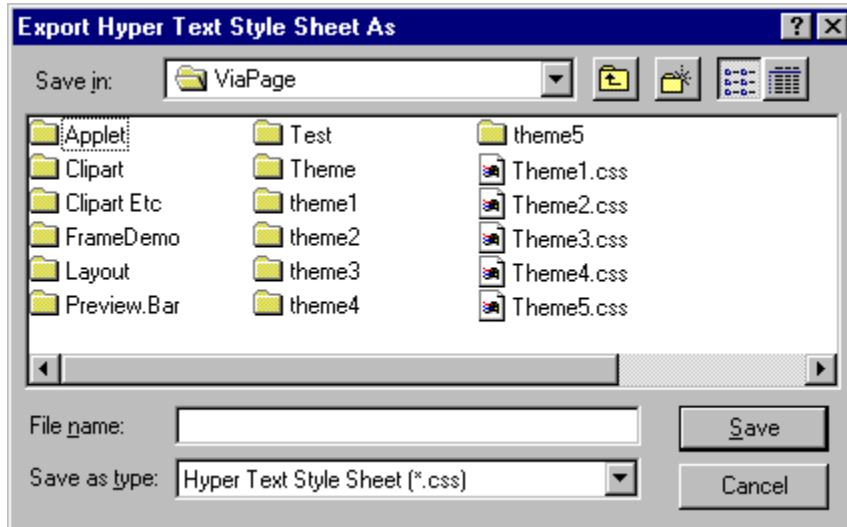 Export Hyper Text Style Sheet As
Save in: ViaPage
Applet Test theme5
Clipart Theme Theme1.css
Clipart Etc theme1 Theme2.css
FrameDemo theme2 Theme3.css
Layout theme3 Theme4.css
Preview.Bar theme4 Theme5.css
File name: Save
Save as type: Hyper Text Style Sheet (*.css) Cancel